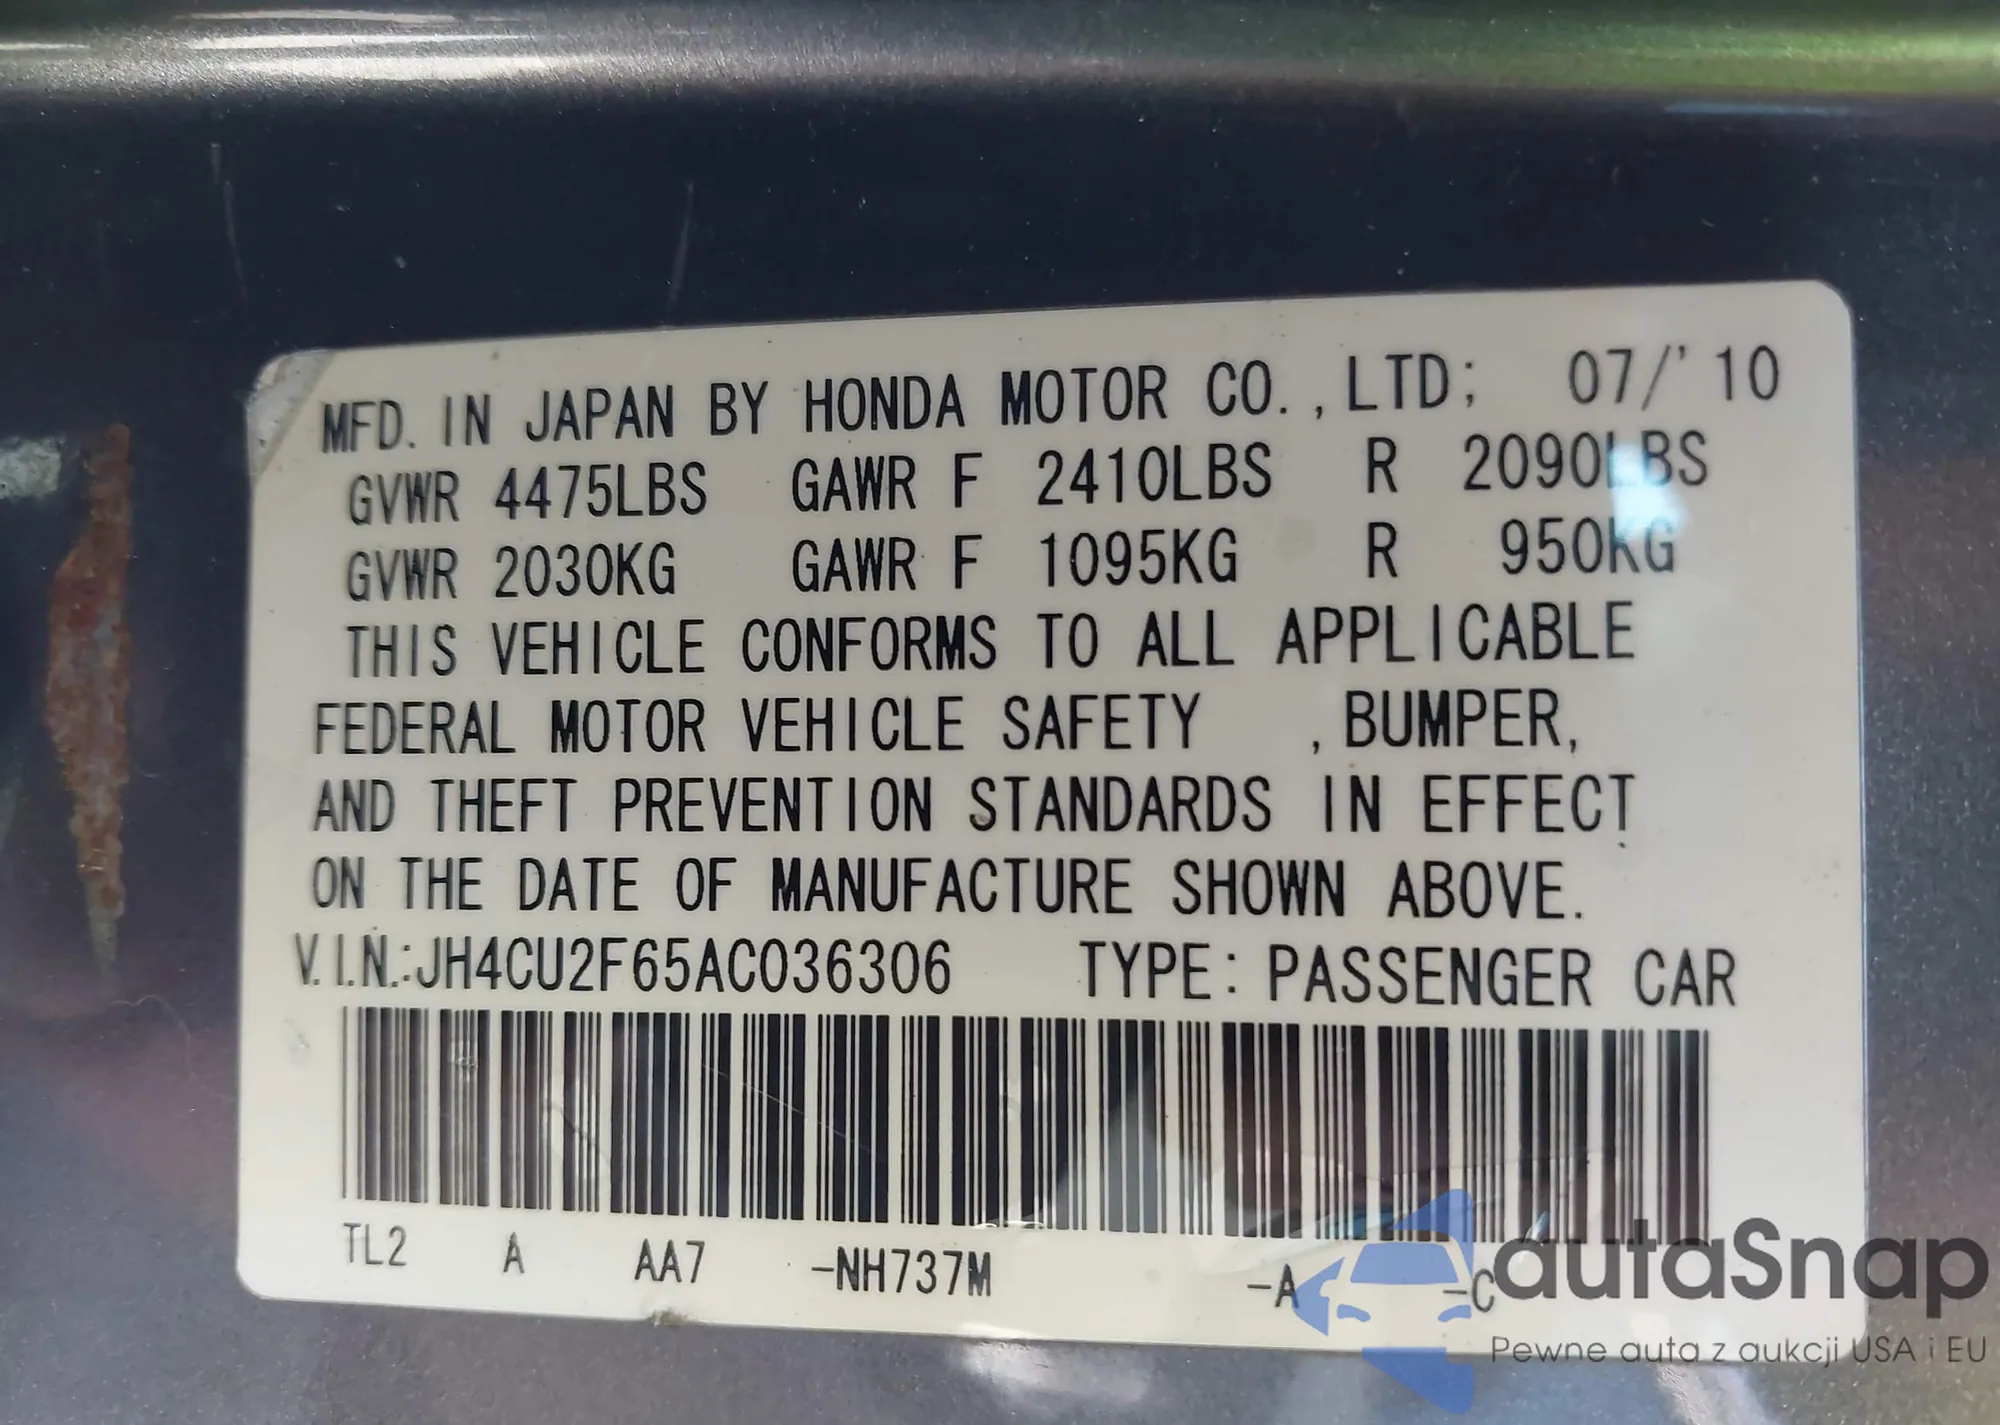 MFD. IN JAPAN BY HONDA MOTOR CO., LTD; 07/'10
GVWR 4475LBS GAWR F 2410LBS R 2090LBS
GVWR 2030KG GAWR F 1095KG R 950KG
THIS VEHICLE CONFORMS TO ALL APPLICABLE
FEDERAL MOTOR VEHICLE SAFETY , BUMPER,
AND THEFT PREVENTION STANDARDS IN EFFECT
ON THE DATE OF MANUFACTURE SHOWN ABOVE.
V.I.N.:JH4CU2F65AC036306 TYPE: PASSENGER CAR
TL2 A AA7 -NH737M -A -C
autaSnap
Pewne auta z aukcji USA i EU